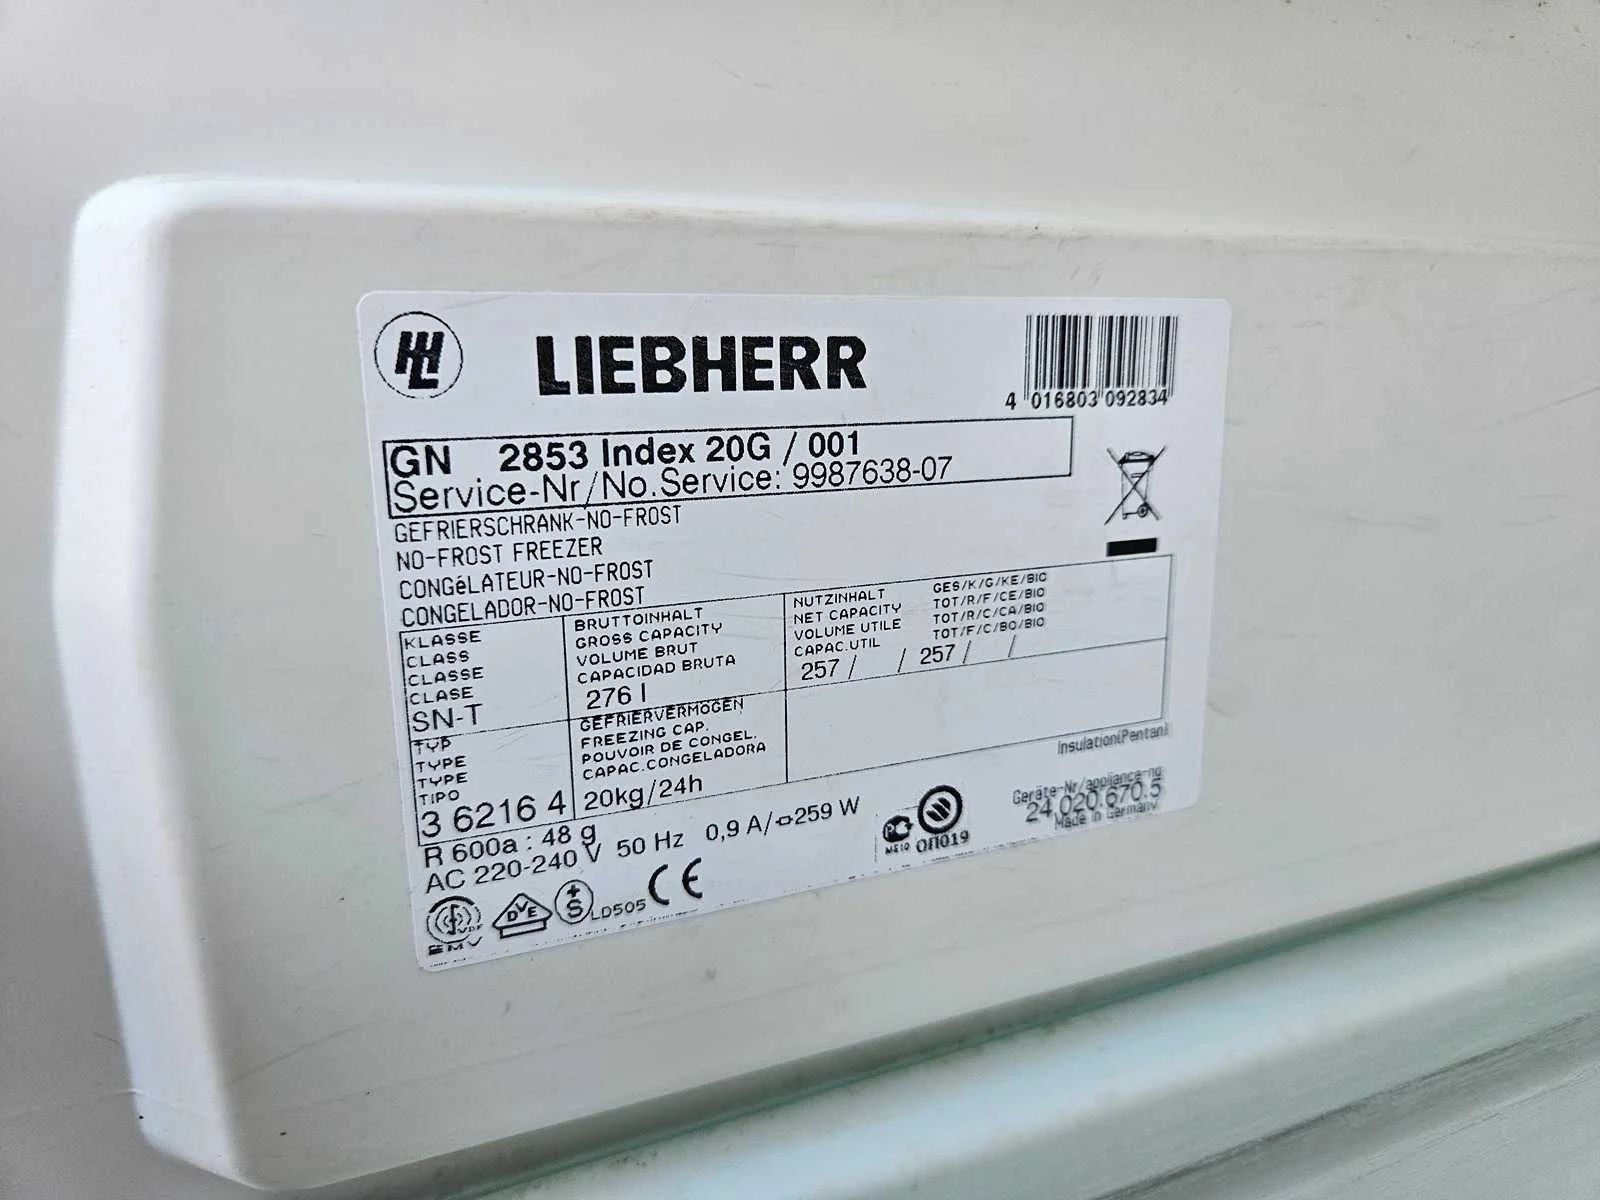 LIEBHERR
4 016803 092834
GN 2853 Index 20G / 001
Service-Nr/No.Service: 9987638-07
GEFRIERSCHRANK-NO-FROST
NO-FROST FREEZER
CONGéLATEUR-NO-FROST
CONGELADOR-NO-FROST
KLASSE
CLASS
CLASSE
CLASE
SN-T
BRUTTOINHALT
GROSS CAPACITY
VOLUME BRUT
CAPACIDAD BRUTA
276 l
NUTZINHALT GES/K/G/KE/BIO
NET CAPACITY TOT/R/F/CE/BIO
VOLUME UTILE TOT/R/C/CA/BIO
CAPAC.UTIL TOT/F/C/BO/BIO
257 / / 257 / /
TYP
TYPE
TYPE
TIPO
3 6216 4
GEFRIERVERMÖGEN
FREEZING CAP.
POUVOIR DE CONGEL.
CAPAC.CONGELADORA
20kg/24h
Insulation(Pentan)
R 600a : 48 g
AC 220-240 V 50 Hz 0,9 A/ 259 W
Geräte-Nr/appliance-no
24.020.670.5
Made in Germany
PC
ME10 ОП019
VDE
EMV
DVE
S
LD505
CE